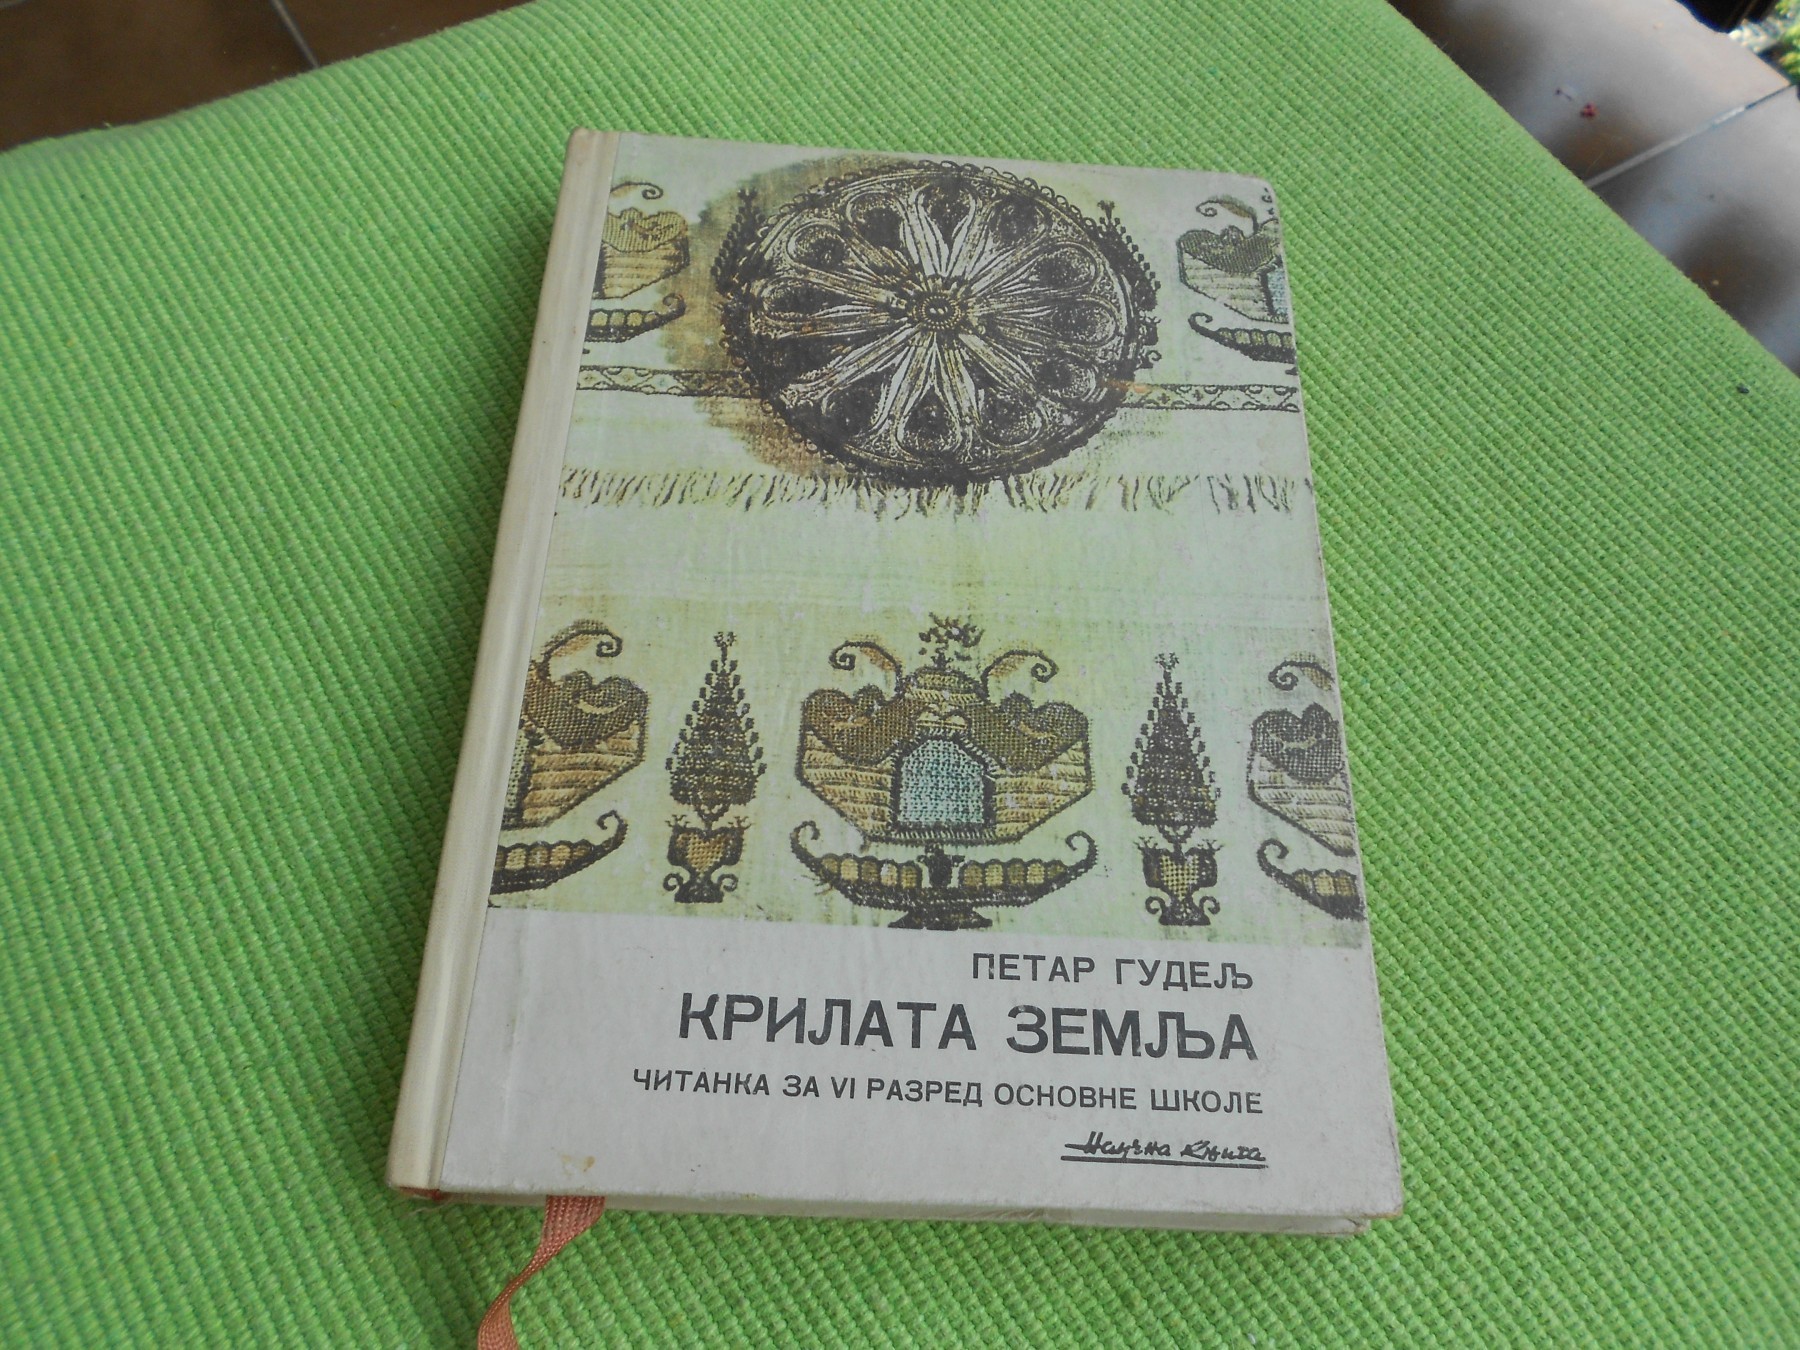 ПЕТАР ГУДЕЉ
КРИЛАТА ЗЕМЉА
ЧИТАНКА ЗА VI РАЗРЕД ОСНОВНЕ ШКОЛЕ
Научна Књига